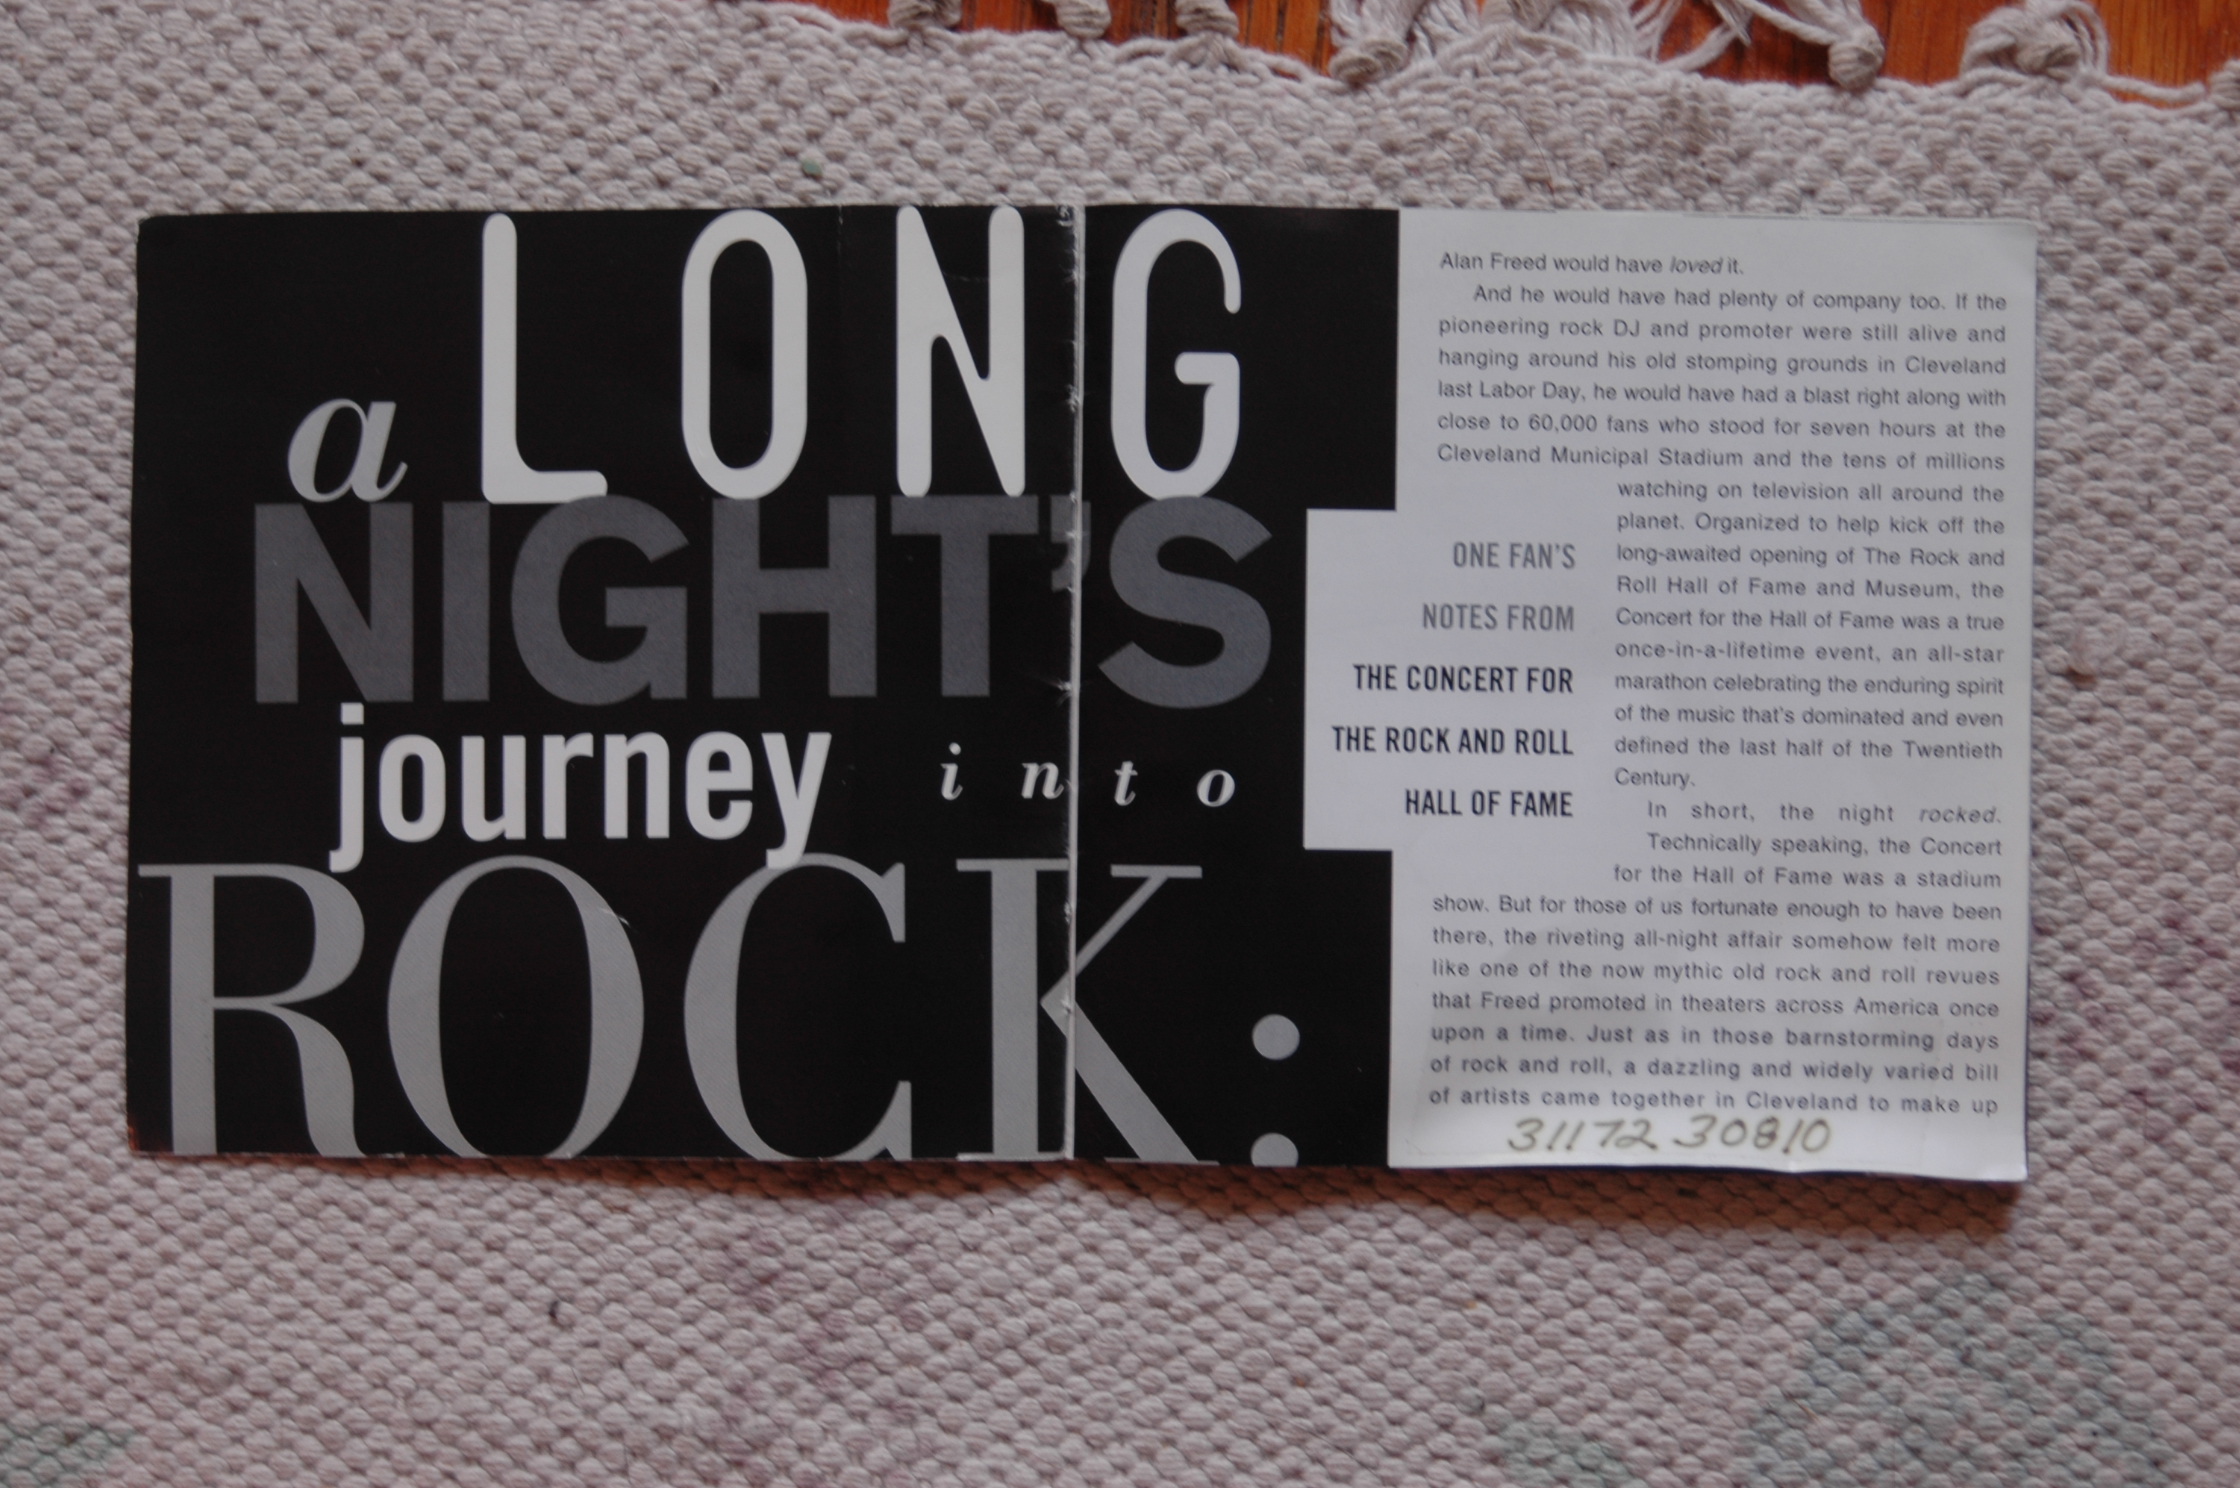 a LONG
NIGHT'S
journey into
ROCK:
ONE FAN'S
NOTES FROM
THE CONCERT FOR
THE ROCK AND ROLL
HALL OF FAME
Alan Freed would have loved it.
And he would have had plenty of company too. If the
pioneering rock DJ and promoter were still alive and
hanging around his old stomping grounds in Cleveland
last Labor Day, he would have had a blast right along with
close to 60,000 fans who stood for seven hours at the
Cleveland Municipal Stadium and the tens of millions
watching on television all around the
planet. Organized to help kick off the
long-awaited opening of The Rock and
Roll Hall of Fame and Museum, the
Concert for the Hall of Fame was a true
once-in-a-lifetime event, an all-star
marathon celebrating the enduring spirit
of the music that's dominated and even
defined the last half of the Twentieth
Century.
In short, the night rocked.
Technically speaking, the Concert
for the Hall of Fame was a stadium
show. But for those of us fortunate enough to have been
there, the riveting all-night affair somehow felt more
like one of the now mythic old rock and roll revues
that Freed promoted in theaters across America once
upon a time. Just as in those barnstorming days
of rock and roll, a dazzling and widely varied bill
of artists came together in Cleveland to make up
31172 30810